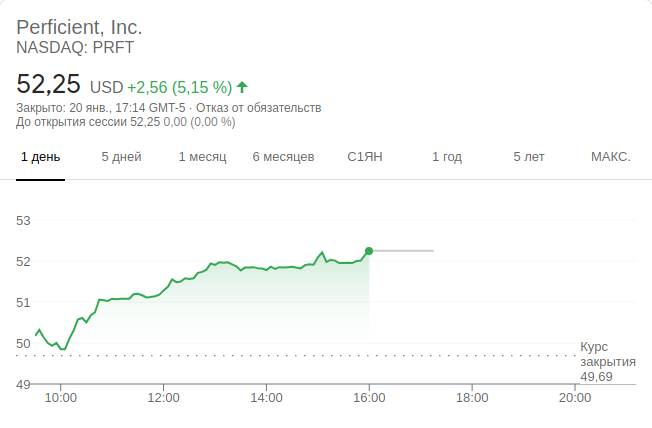 Perficient, Inc.
NASDAQ: PRFT
52,25 USD +2,56 (5,15 %)
Закрыто: 20 янв., 17:14 GMT-5 · Отказ от обязательств
До открытия сессии 52,25 0,00 (0,00 %)
1 день 5 дней 1 месяц 6 месяцев С1ЯН 1 год 5 лет МАКС.
53
52
51
50
Курс
закрытия
49,69
49
10:00 12:00 14:00 16:00 18:00 20:00